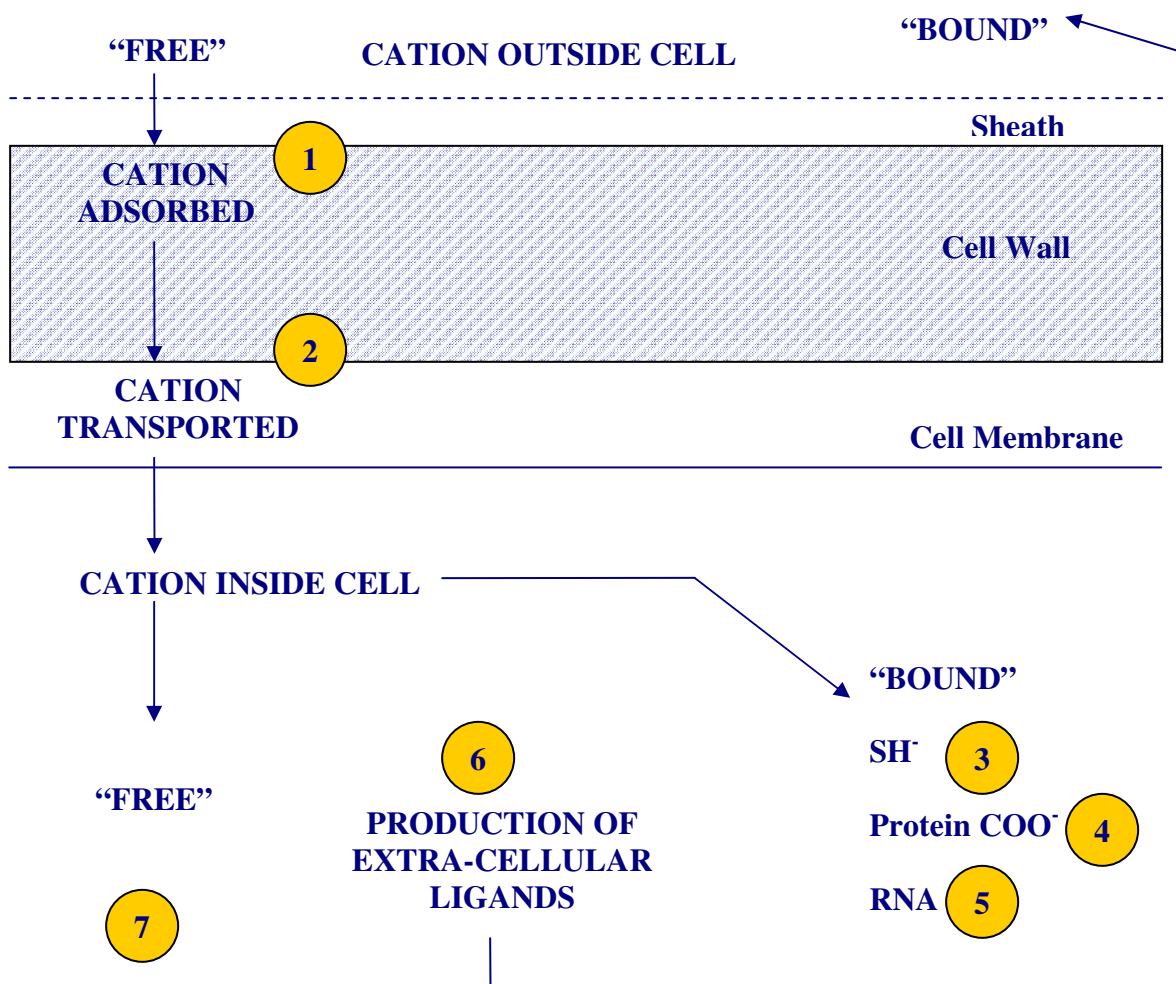 “FREE”
CATION OUTSIDE CELL
“BOUND”
Sheath
1
CATION
ADSORBED
Cell Wall
2
CATION
TRANSPORTED
Cell Membrane
CATION INSIDE CELL
“BOUND”
SH⁻
3
“FREE”
6
PRODUCTION OF
EXTRA-CELLULAR
LIGANDS
Protein COO⁻
4
RNA
5
7